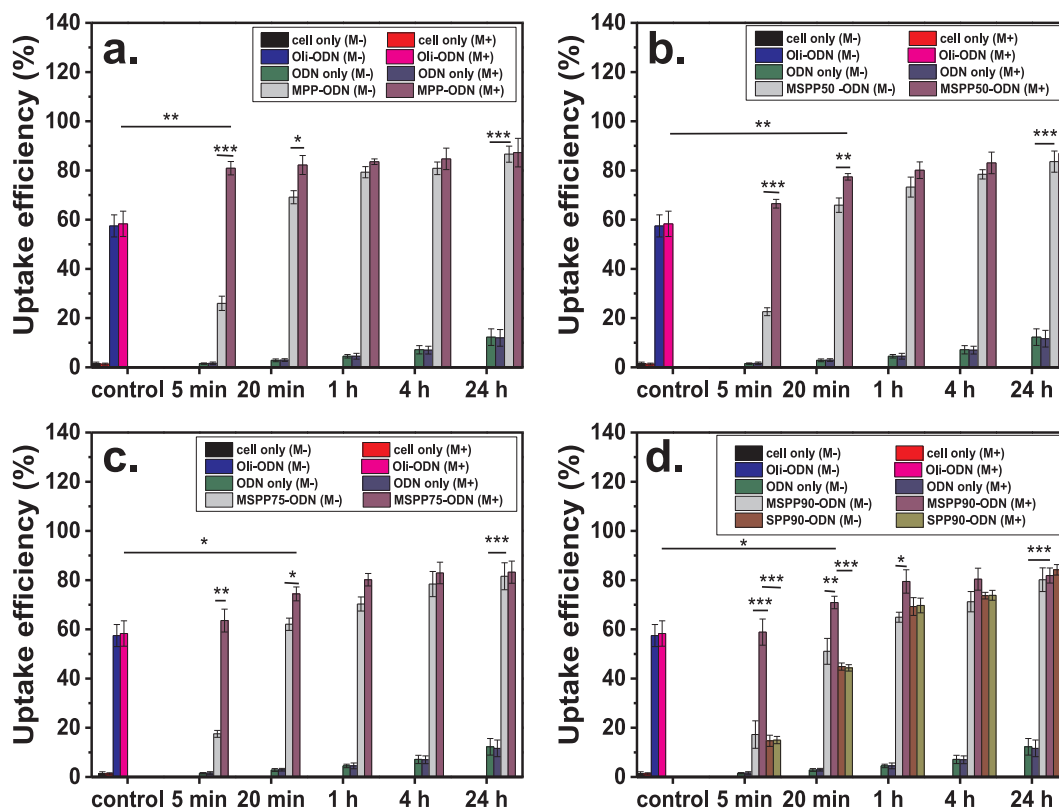 a.
cell only (M-) cell only (M+)
Oli-ODN (M-) Oli-ODN (M+)
ODN only (M-) ODN only (M+)
MPP-ODN (M-) MPP-ODN (M+)
Uptake efficiency (%)
140
120
100
80
60
40
20
0
** *** * ***
control 5 min 20 min 1 h 4 h 24 h
b.
cell only (M-) cell only (M+)
Oli-ODN (M-) Oli-ODN (M+)
ODN only (M-) ODN only (M+)
MSPP50 -ODN (M-) MSPP50-ODN (M+)
Uptake efficiency (%)
140
120
100
80
60
40
20
0
** *** ** ***
control 5 min 20 min 1 h 4 h 24 h
c.
cell only (M-) cell only (M+)
Oli-ODN (M-) Oli-ODN (M+)
ODN only (M-) ODN only (M+)
MSPP75-ODN (M-) MSPP75-ODN (M+)
Uptake efficiency (%)
140
120
100
80
60
40
20
0
* ** * ***
control 5 min 20 min 1 h 4 h 24 h
d.
cell only (M-) cell only (M+)
Oli-ODN (M-) Oli-ODN (M+)
ODN only (M-) ODN only (M+)
MSPP90-ODN (M-) MSPP90-ODN (M+)
SPP90-ODN (M-) SPP90-ODN (M+)
Uptake efficiency (%)
140
120
100
80
60
40
20
0
* *** *** ** *** * ***
control 5 min 20 min 1 h 4 h 24 h